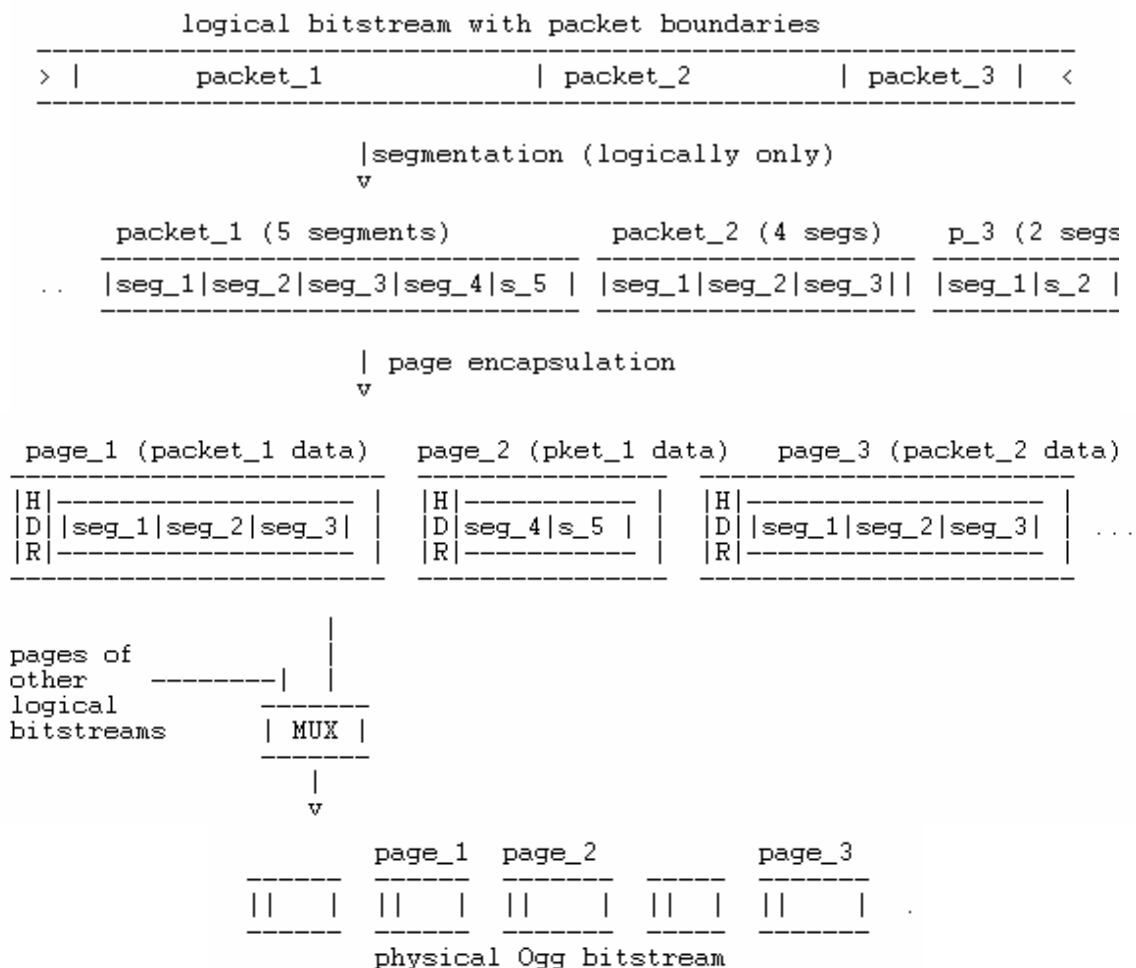 logical bitstream with packet boundaries
> | packet_1 | packet_2 | packet_3 | <
|segmentation (logically only)
v
packet_1 (5 segments) packet_2 (4 segs) p_3 (2 segs
.. |seg_1|seg_2|seg_3|seg_4|s_5 | |seg_1|seg_2|seg_3|| |seg_1|s_2 |
| page encapsulation
v
page_1 (packet_1 data) page_2 (pket_1 data) page_3 (packet_2 data)
|H|------------------- | |H|----------- | |H|------------------- |
|D||seg_1|seg_2|seg_3| | |D|seg_4|s_5 | | |D||seg_1|seg_2|seg_3| | ...
|R|------------------- | |R|----------- | |R|------------------- |
|
pages of |
other --------| |
logical
bitstreams | MUX |
|
v
page_1 page_2 page_3
|| | || | || | || | || | .
physical Ogg bitstream